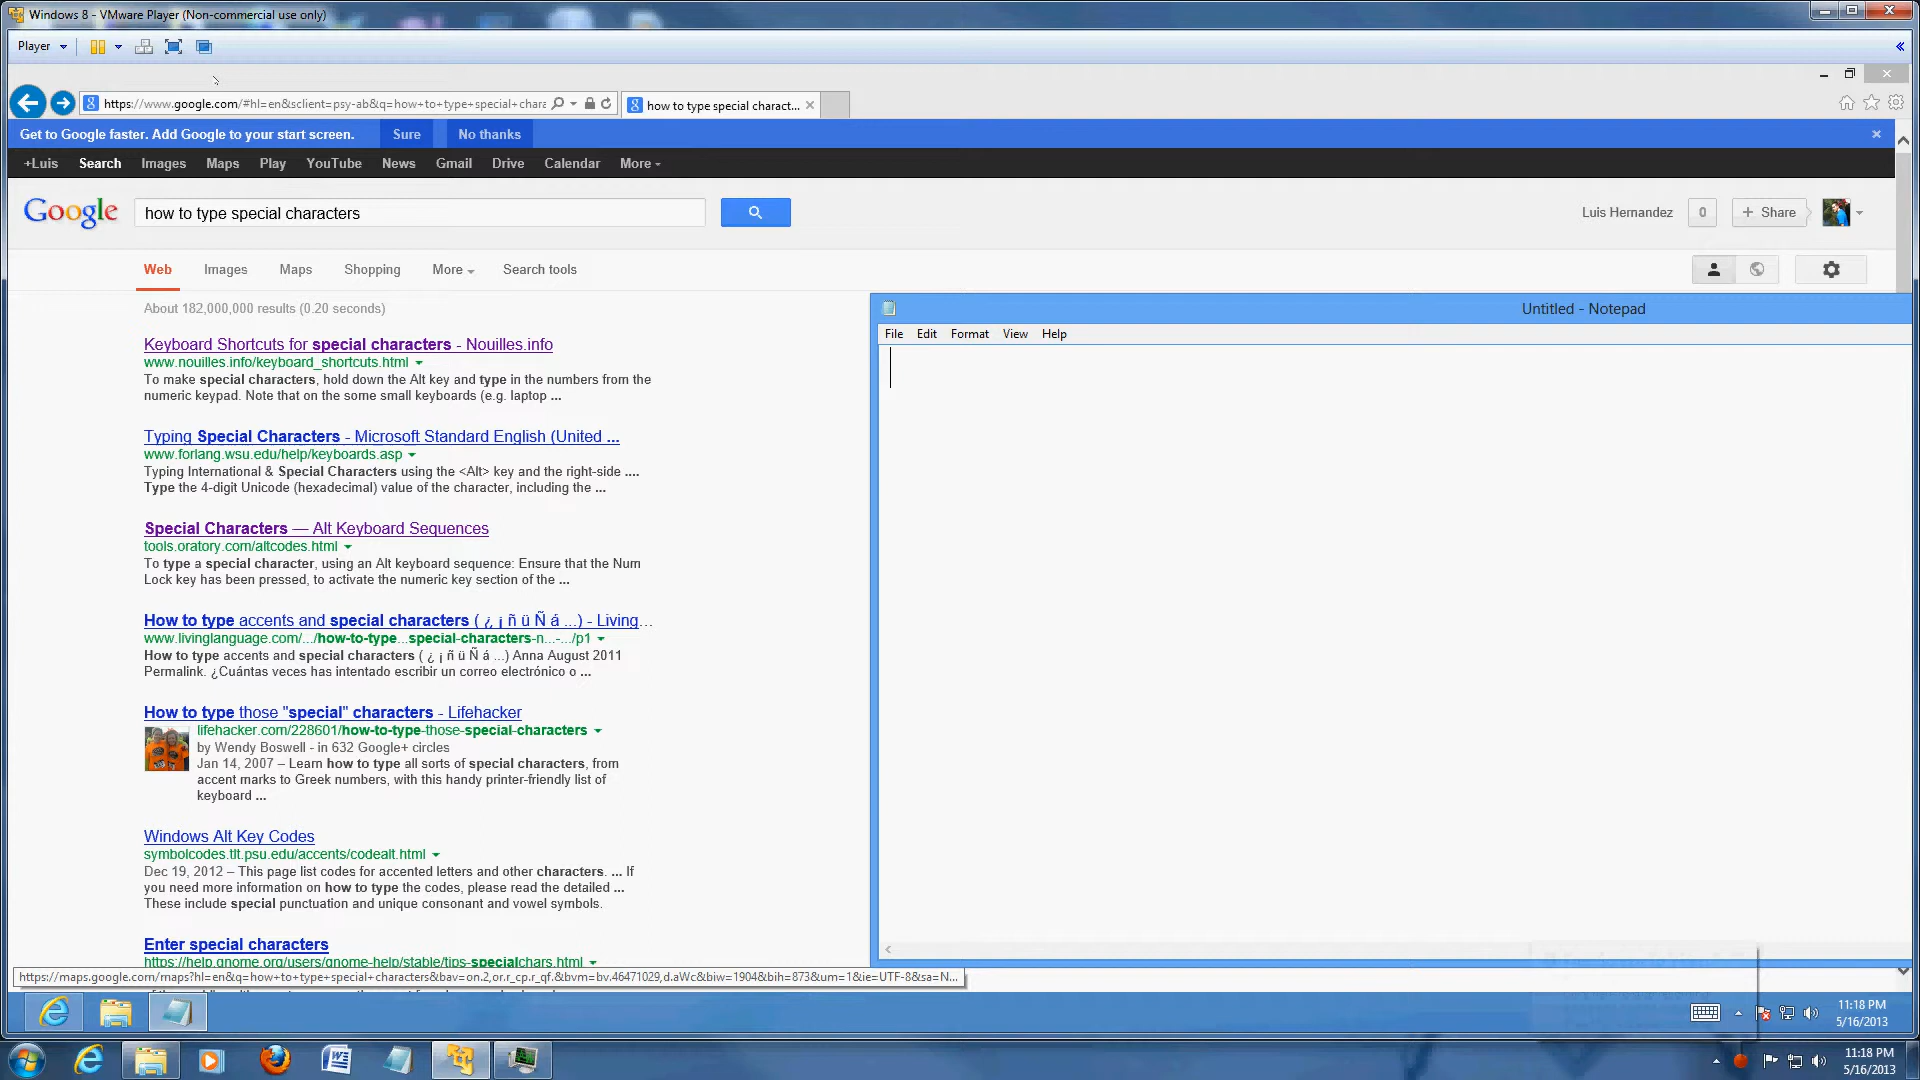 Windows 8 - VMware Player (Non-commercial use only)
Player
https://www.google.com/#hl=en&sclient=psy-ab&q=how+to+type+special+chara
how to type special charact...
Get to Google faster. Add Google to your start screen. Sure No thanks
+Luis Search Images Maps Play YouTube News Gmail Drive Calendar More
Google how to type special characters Luis Hernandez 0 + Share
Web Images Maps Shopping More Search tools
About 182,000,000 results (0.20 seconds)
Keyboard Shortcuts for special characters - Nouilles.info
www.nouilles.info/keyboard_shortcuts.html
To make special characters, hold down the Alt key and type in the numbers from the
numeric keypad. Note that on the some small keyboards (e.g. laptop ...
Typing Special Characters - Microsoft Standard English (United ...
www.forlang.wsu.edu/help/keyboards.asp
Typing International & Special Characters using the <Alt> key and the right-side ....
Type the 4-digit Unicode (hexadecimal) value of the character, including the ...
Special Characters — Alt Keyboard Sequences
tools.oratory.com/altcodes.html
To type a special character, using an Alt keyboard sequence: Ensure that the Num
Lock key has been pressed, to activate the numeric key section of the ...
How to type accents and special characters ( ¿ ¡ ñ ü Ñ á ...) - Living...
www.livinglanguage.com/.../how-to-type...special-characters-n...-.../p1
How to type accents and special characters ( ¿ ¡ ñ ü Ñ á ...) Anna August 2011
Permalink. ¿Cuántas veces has intentado escribir un correo electrónico o ...
How to type those "special" characters - Lifehacker
lifehacker.com/228601/how-to-type-those-special-characters
by Wendy Boswell - in 632 Google+ circles
Jan 14, 2007 – Learn how to type all sorts of special characters, from
accent marks to Greek numbers, with this handy printer-friendly list of
keyboard ...
Windows Alt Key Codes
symbolcodes.tlt.psu.edu/accents/codealt.html
Dec 19, 2012 – This page list codes for accented letters and other characters. ... If
you need more information on how to type the codes, please read the detailed ...
These include special punctuation and unique consonant and vowel symbols.
Enter special characters
https://help.gnome.org/users/gnome-help/stable/tips-specialchars.html
https://maps.google.com/maps?hl=en&q=how+to+type+special+characters&bav=on.2,or.r_cp.r_qf.&bvm=bv.46471029,d.aWc&biw=1904&bih=873&um=1&ie=UTF-8&sa=N...
Untitled - Notepad
File Edit Format View Help
11:18 PM
5/16/2013
11:18 PM
5/16/2013